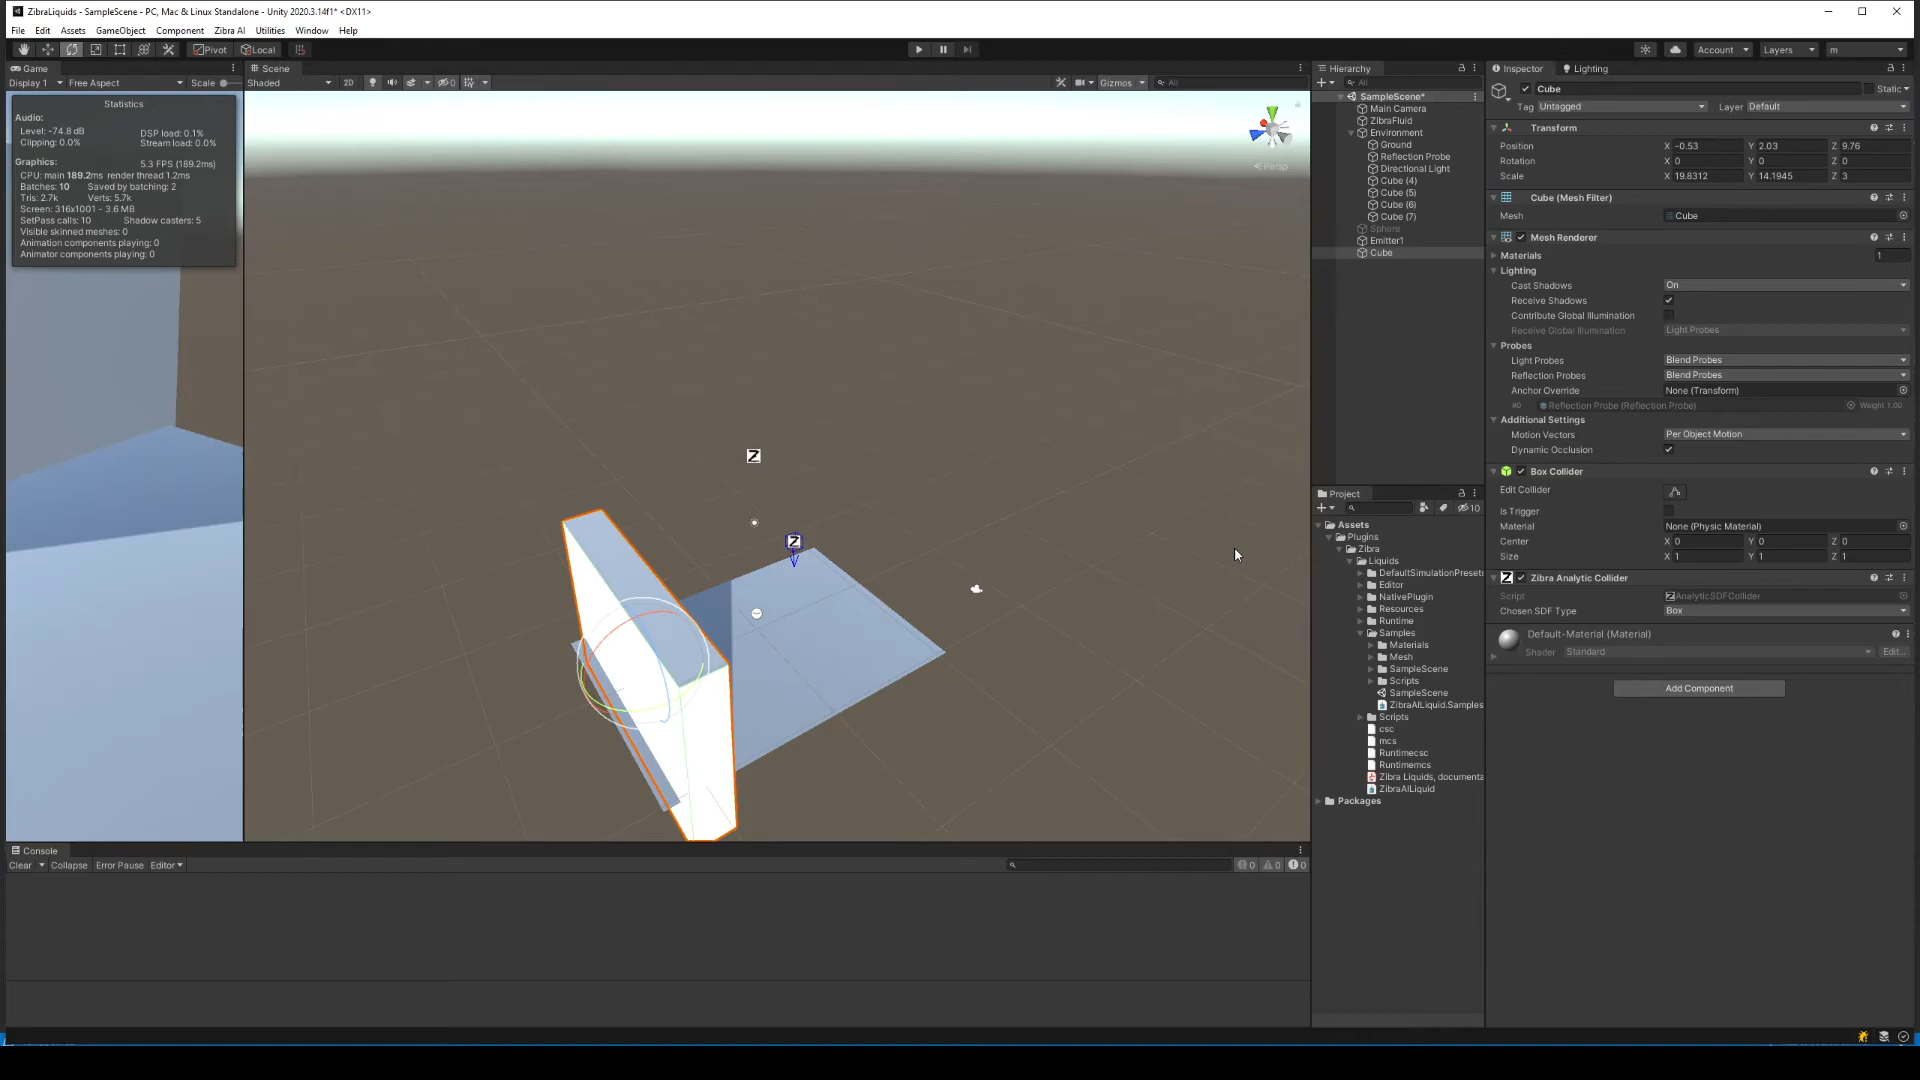 ZibraLiquids - SampleScene - PC, Mac & Linux Standalone - Unity 2020.3.14f1* <DX11>
File Edit Assets GameObject Component Zibra AI Utilities Window Help
Pivot Local Account Layers m
Game
Display 1 Free Aspect Scale
Statistics
Audio:
Level: -74.8 dB DSP load: 0.1%
Clipping: 0.0% Stream load: 0.0%
Graphics: 5.3 FPS (189.2ms)
CPU: main 189.2ms render thread 1.2ms
Batches: 10 Saved by batching: 2
Tris: 2.7k Verts: 5.7k
Screen: 316x1001 - 3.6 MB
SetPass calls: 10 Shadow casters: 5
Visible skinned meshes: 0
Animation components playing: 0
Animator components playing: 0
Scene
Shaded 2D 0 Gizmos All
Persp
Z
Z
Hierarchy
All
SampleScene*
Main Camera
ZibraFluid
Environment
Ground
Reflection Probe
Directional Light
Cube (4)
Cube (5)
Cube (6)
Cube (7)
Sphere
Emitter1
Cube
Project
10
Assets
Plugins
Zibra
Liquids
DefaultSimulationPresets
Editor
NativePlugin
Resources
Runtime
Samples
Materials
Mesh
SampleScene
Scripts
SampleScene
ZibraAILiquid.Samples
Scripts
csc
mcs
Runtimecsc
Runtimemcs
Zibra Liquids, documenta
ZibraAILiquid
Packages
Inspector Lighting
Cube Static
Tag Untagged Layer Default
Transform
Position X -0.53 Y 2.03 Z 9.76
Rotation X 0 Y 0 Z 0
Scale X 19.8312 Y 14.1945 Z 3
Cube (Mesh Filter)
Mesh Cube
Mesh Renderer
Materials 1
Lighting
Cast Shadows On
Receive Shadows
Contribute Global Illumination
Receive Global Illumination Light Probes
Probes
Light Probes Blend Probes
Reflection Probes Blend Probes
Anchor Override None (Transform)
#0 Reflection Probe (Reflection Probe) Weight 1.00
Additional Settings
Motion Vectors Per Object Motion
Dynamic Occlusion
Box Collider
Edit Collider
Is Trigger
Material None (Physic Material)
Center X 0 Y 0 Z 0
Size X 1 Y 1 Z 1
Z Zibra Analytic Collider
Script AnalyticSDFCollider
Chosen SDF Type Box
Default-Material (Material)
Shader Standard Edit...
Add Component
Console
Clear Collapse Error Pause Editor 0 0 0